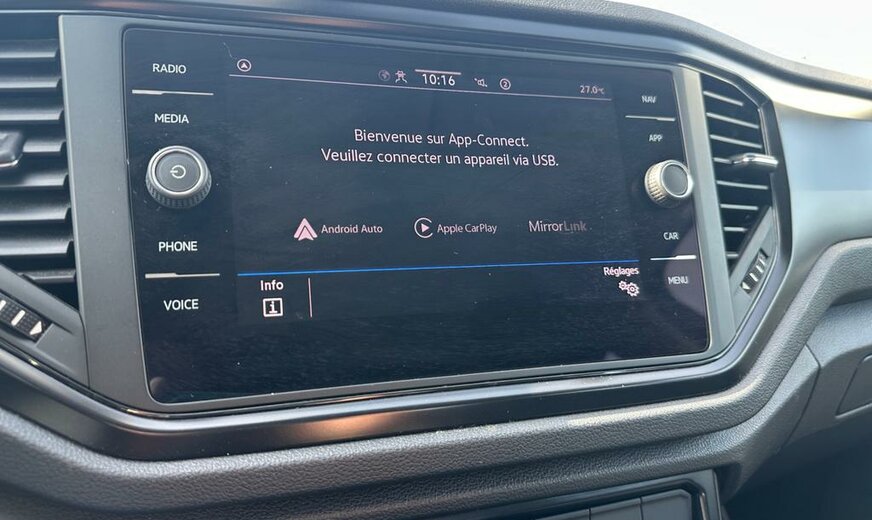 RADIO
MEDIA
PHONE
VOICE
10:16
2
27.0°C
Bienvenue sur App-Connect.
Veuillez connecter un appareil via USB.
Android Auto
Apple CarPlay
MirrorLink
Info
i
Réglages
NAV
APP
CAR
MENU